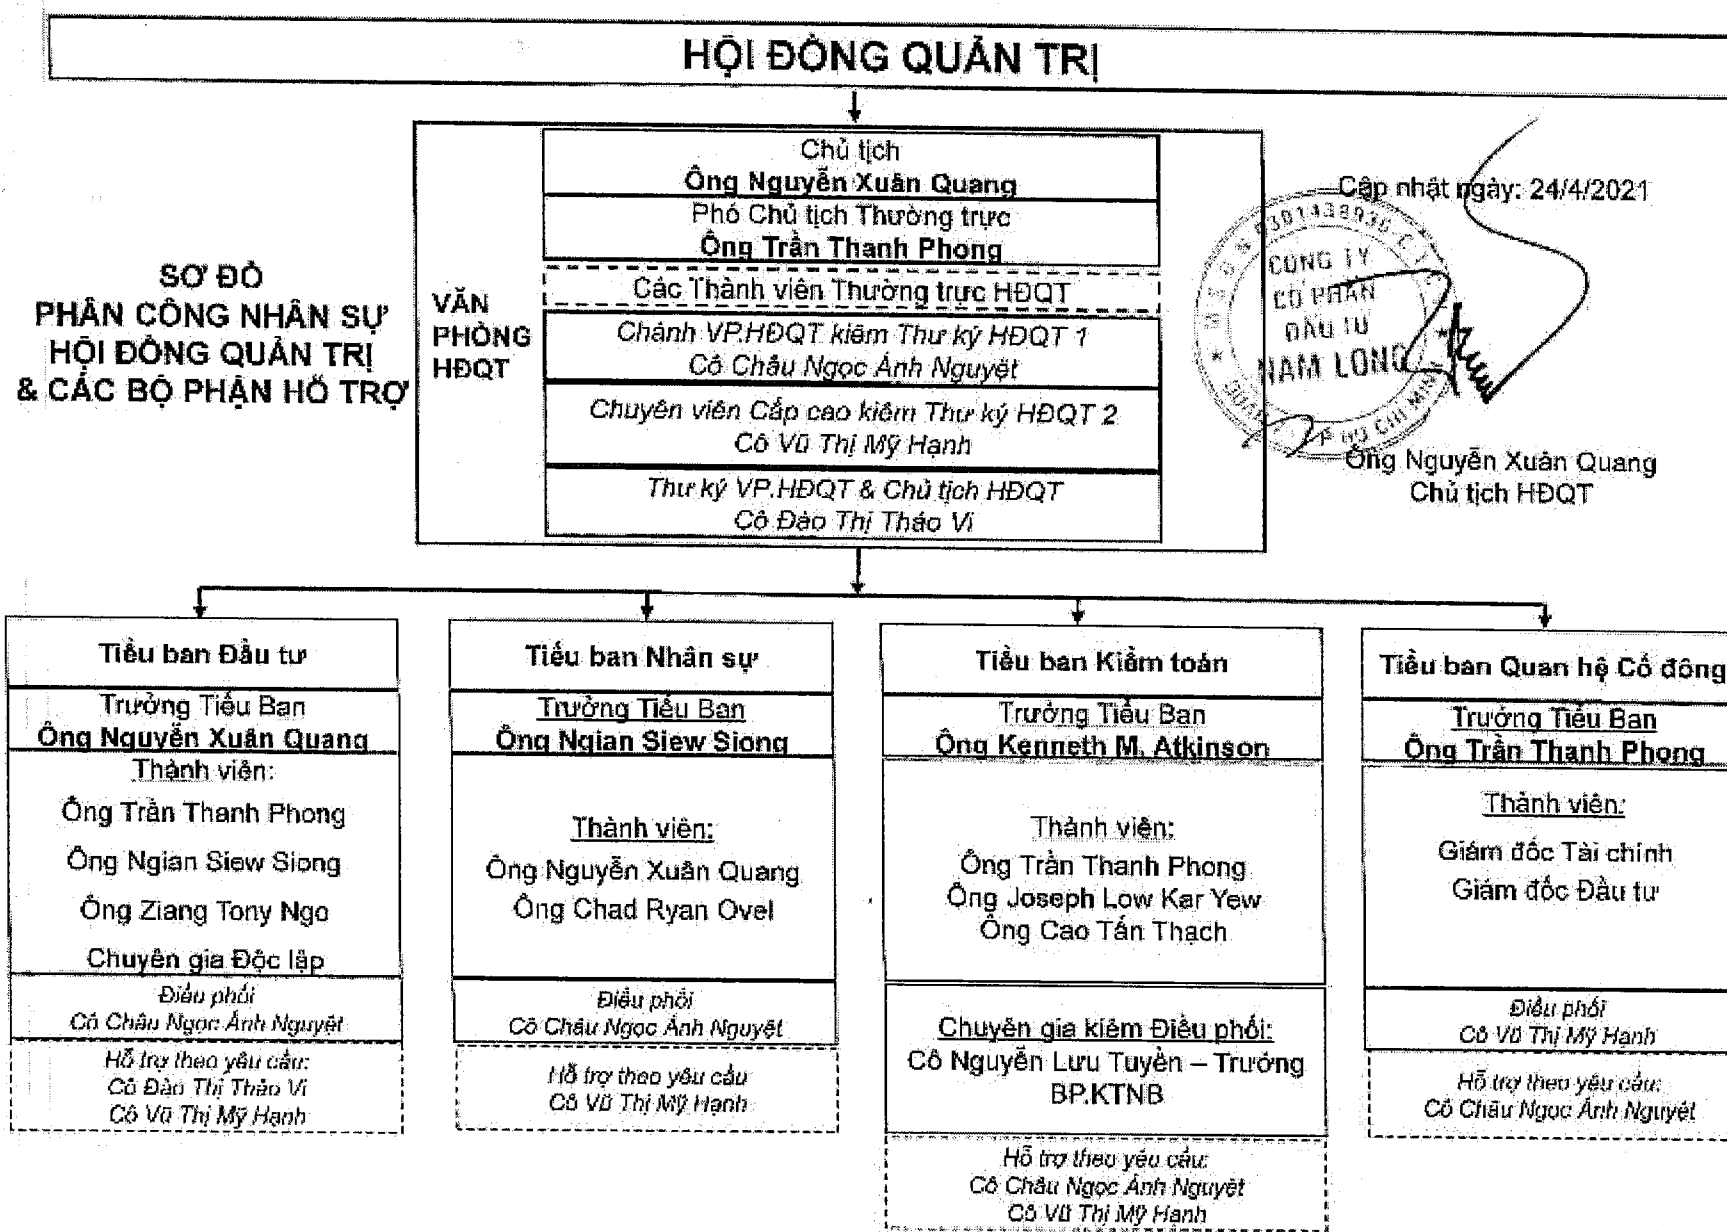 HỘI ĐỒNG QUẢN TRỊ
SƠ ĐỒ
PHÂN CÔNG NHÂN SỰ
HỘI ĐỒNG QUẢN TRỊ
& CÁC BỘ PHẬN HỖ TRỢ
VĂN
PHÒNG
HĐQT
Chủ tịch
Ông Nguyễn Xuân Quang
Phó Chủ tịch Thường trực
Ông Trần Thanh Phong
Các Thành viên Thường trực HĐQT
Chánh VP.HĐQT kiêm Thư ký HĐQT 1
Cô Châu Ngọc Ánh Nguyệt
Chuyên viên Cấp cao kiêm Thư ký HĐQT 2
Cô Vũ Thị Mỹ Hạnh
Thư ký VP.HĐQT & Chủ tịch HĐQT
Cô Đào Thị Thảo Vi
Cập nhật ngày: 24/4/2021
CÔNG TY
CỔ PHẦN
ĐẦU TƯ
NAM LONG
Ông Nguyễn Xuân Quang
Chủ tịch HĐQT
Tiểu ban Đầu tư
Trưởng Tiểu Ban
Ông Nguyễn Xuân Quang
Thành viên:
Ông Trần Thanh Phong
Ông Ngian Siew Siong
Ông Ziang Tony Ngo
Chuyên gia Độc lập
Điều phối
Cô Châu Ngọc Ánh Nguyệt
Hỗ trợ theo yêu cầu:
Cô Đào Thị Thảo Vi
Cô Vũ Thị Mỹ Hạnh
Tiểu ban Nhân sự
Trưởng Tiểu Ban
Ông Ngian Siew Siong
Thành viên:
Ông Nguyễn Xuân Quang
Ông Chad Ryan Ovel
Điều phối
Cô Châu Ngọc Ánh Nguyệt
Hỗ trợ theo yêu cầu
Cô Vũ Thị Mỹ Hạnh
Tiểu ban Kiểm toán
Trưởng Tiểu Ban
Ông Kenneth M. Atkinson
Thành viên:
Ông Trần Thanh Phong
Ông Joseph Low Kar Yew
Ông Cao Tấn Thạch
Chuyên gia kiêm Điều phối:
Cô Nguyễn Lưu Tuyền – Trưởng
BP.KTNB
Hỗ trợ theo yêu cầu:
Cô Châu Ngọc Ánh Nguyệt
Cô Vũ Thị Mỹ Hạnh
Tiểu ban Quan hệ Cổ đông
Trưởng Tiểu Ban
Ông Trần Thanh Phong
Thành viên:
Giám đốc Tài chính
Giám đốc Đầu tư
Điều phối
Cô Vũ Thị Mỹ Hạnh
Hỗ trợ theo yêu cầu:
Cô Châu Ngọc Ánh Nguyệt